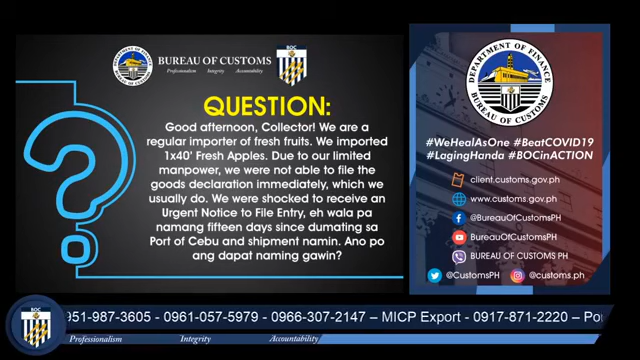 BUREAU OF CUSTOMS
Professionalism Integrity Accountability
BOC
QUESTION:
Good afternoon, Collector! We are a
regular importer of fresh fruits. We imported
1x40' Fresh Apples. Due to our limited
manpower, we were not able to file the
goods declaration immediately, which we
usually do. We were shocked to receive an
Urgent Notice to File Entry, eh wala pa
namang fifteen days since dumating sa
Port of Cebu and shipment namin. Ano po
ang dapat naming gawin?
DEPARTMENT OF FINANCE
BUREAU OF CUSTOMS
#WeHealAsOne #BeatCOVID19
#LagingHanda #BOCinACTION
client.customs.gov.ph
www.customs.gov.ph
@BureauOfCustomsPH
BureauOfCustomsPH
BUREAU OF CUSTOMS PH
@CustomsPH @customs.ph
BOC
951-987-3605 - 0961-057-5979 - 0966-307-2147 – MICP Export - 0917-871-2220 – Po
Professionalism Integrity Accountability